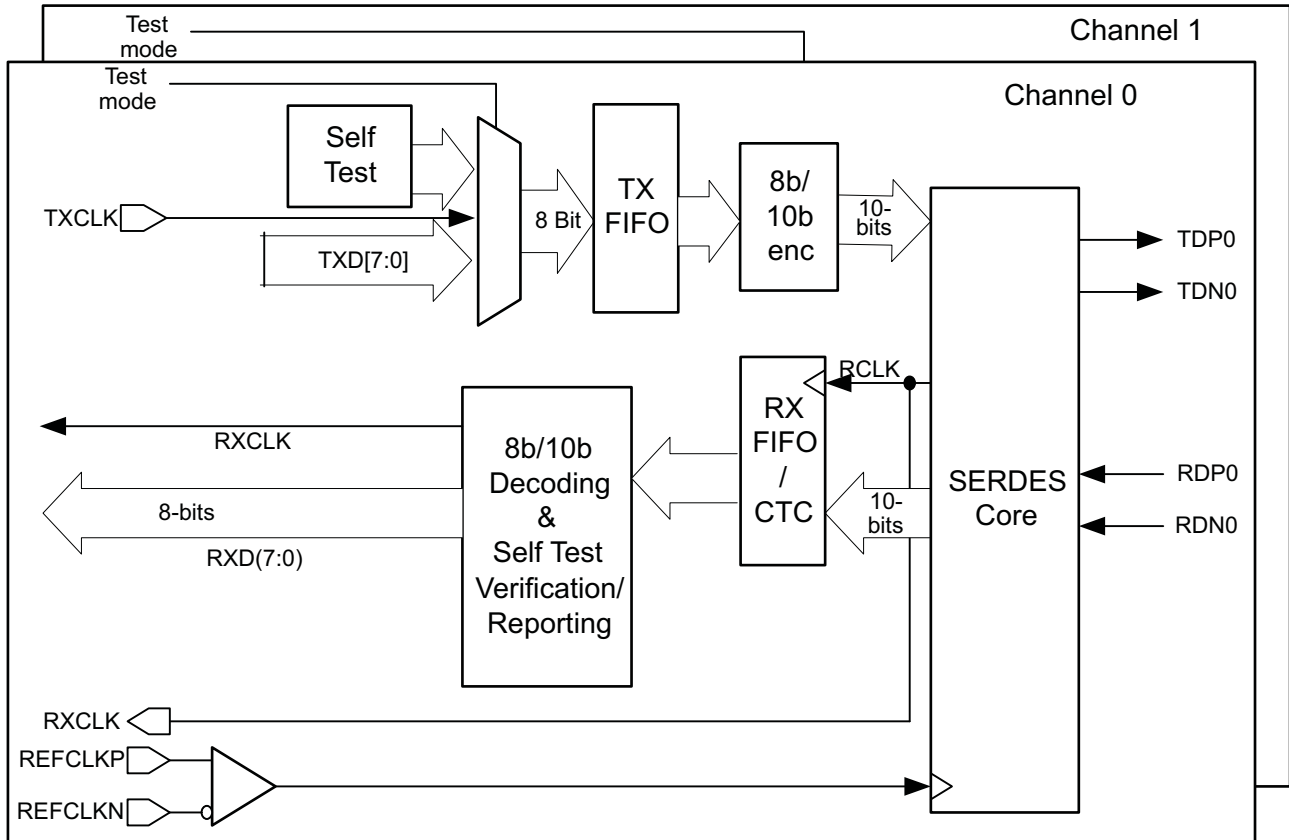 Test
mode
Channel 1
Test
mode
Channel 0
Self
Test
TXCLK
TXD[7:0]
8 Bit
TX
FIFO
8b/
10b
enc
10-
bits
SERDES
Core
TDP0
TDN0
RCLK
RX
FIFO
/
CTC
10-
bits
RXCLK
8-bits
RXD(7:0)
8b/10b
Decoding
&
Self Test
Verification/
Reporting
RDP0
RDN0
RXCLK
REFCLKP
REFCLKN